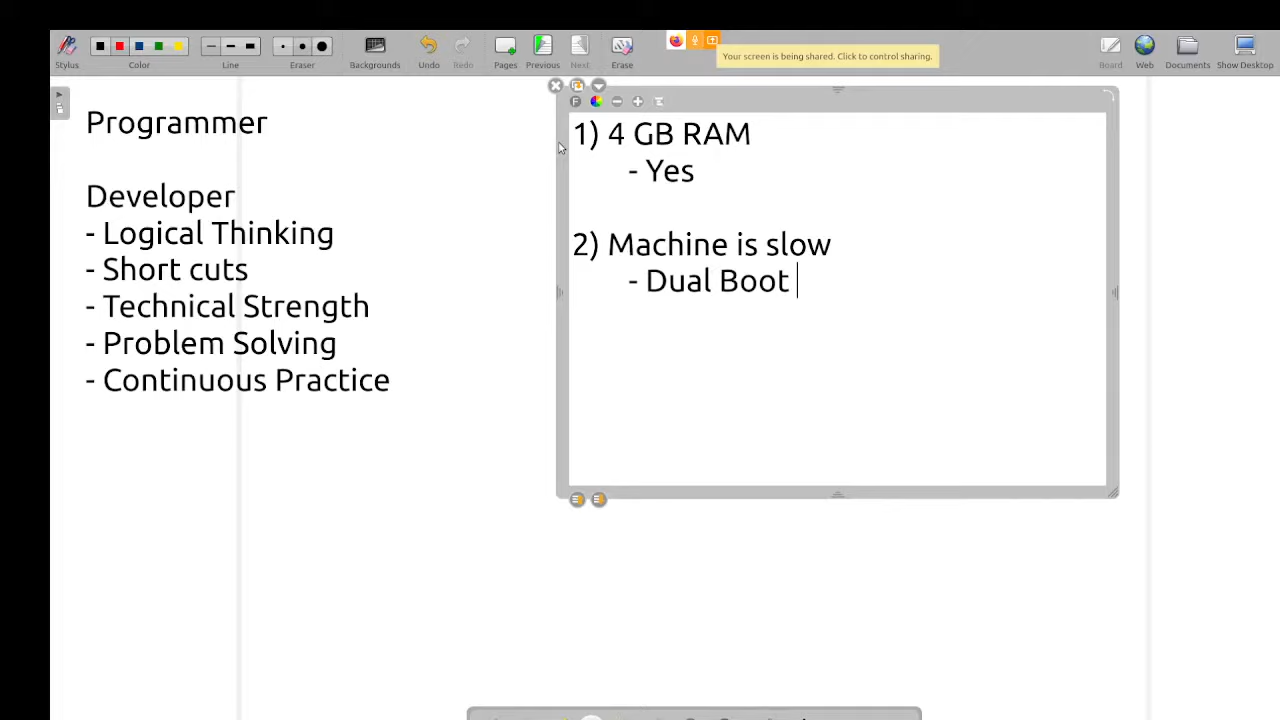 Stylus
Color
Line
Eraser
Backgrounds
Undo
Redo
Pages
Previous
Next
Erase
Your screen is being shared. Click to control sharing.
Board
Web
Documents
Show Desktop
Programmer
Developer
- Logical Thinking
- Short cuts
- Technical Strength
- Problem Solving
- Continuous Practice
F
1) 4 GB RAM
- Yes
2) Machine is slow
- Dual Boot